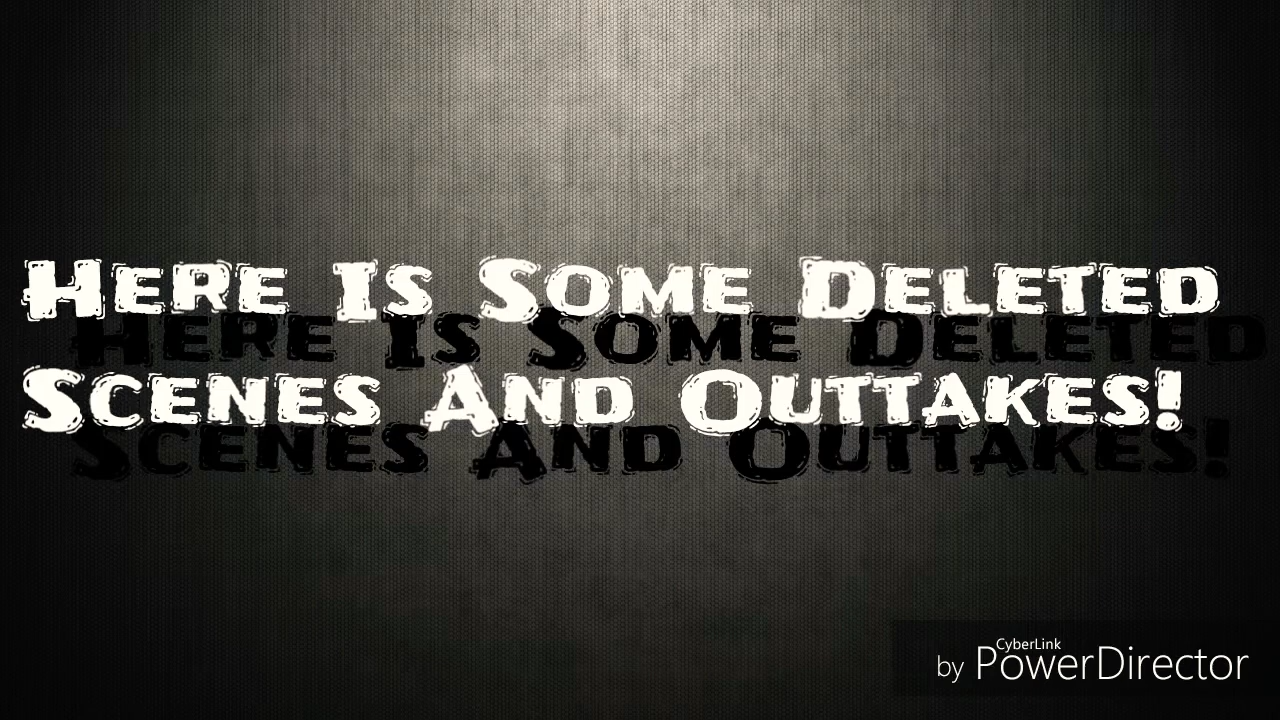 Here Is Some Deleted
Scenes And Outtakes!
CyberLink
by PowerDirector